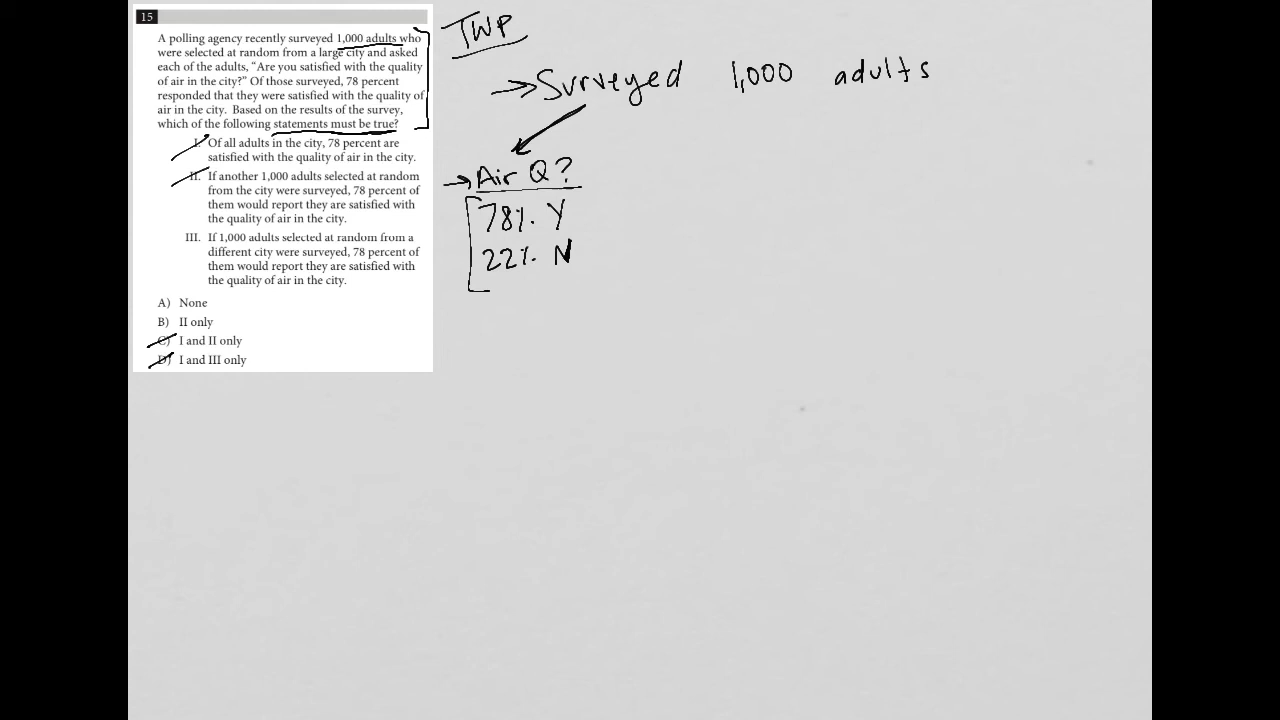 15
A polling agency recently surveyed 1,000 adults who
were selected at random from a large city and asked
each of the adults, “Are you satisfied with the quality
of air in the city?” Of those surveyed, 78 percent
responded that they were satisfied with the quality of
air in the city. Based on the results of the survey,
which of the following statements must be true?
I. Of all adults in the city, 78 percent are
satisfied with the quality of air in the city.
II. If another 1,000 adults selected at random
from the city were surveyed, 78 percent of
them would report they are satisfied with
the quality of air in the city.
III. If 1,000 adults selected at random from a
different city were surveyed, 78 percent of
them would report they are satisfied with
the quality of air in the city.
A) None
B) II only
C) I and II only
D) I and III only
TWP
→ Surveyed 1,000 adults
→ Air Q?
78% Y
22% N